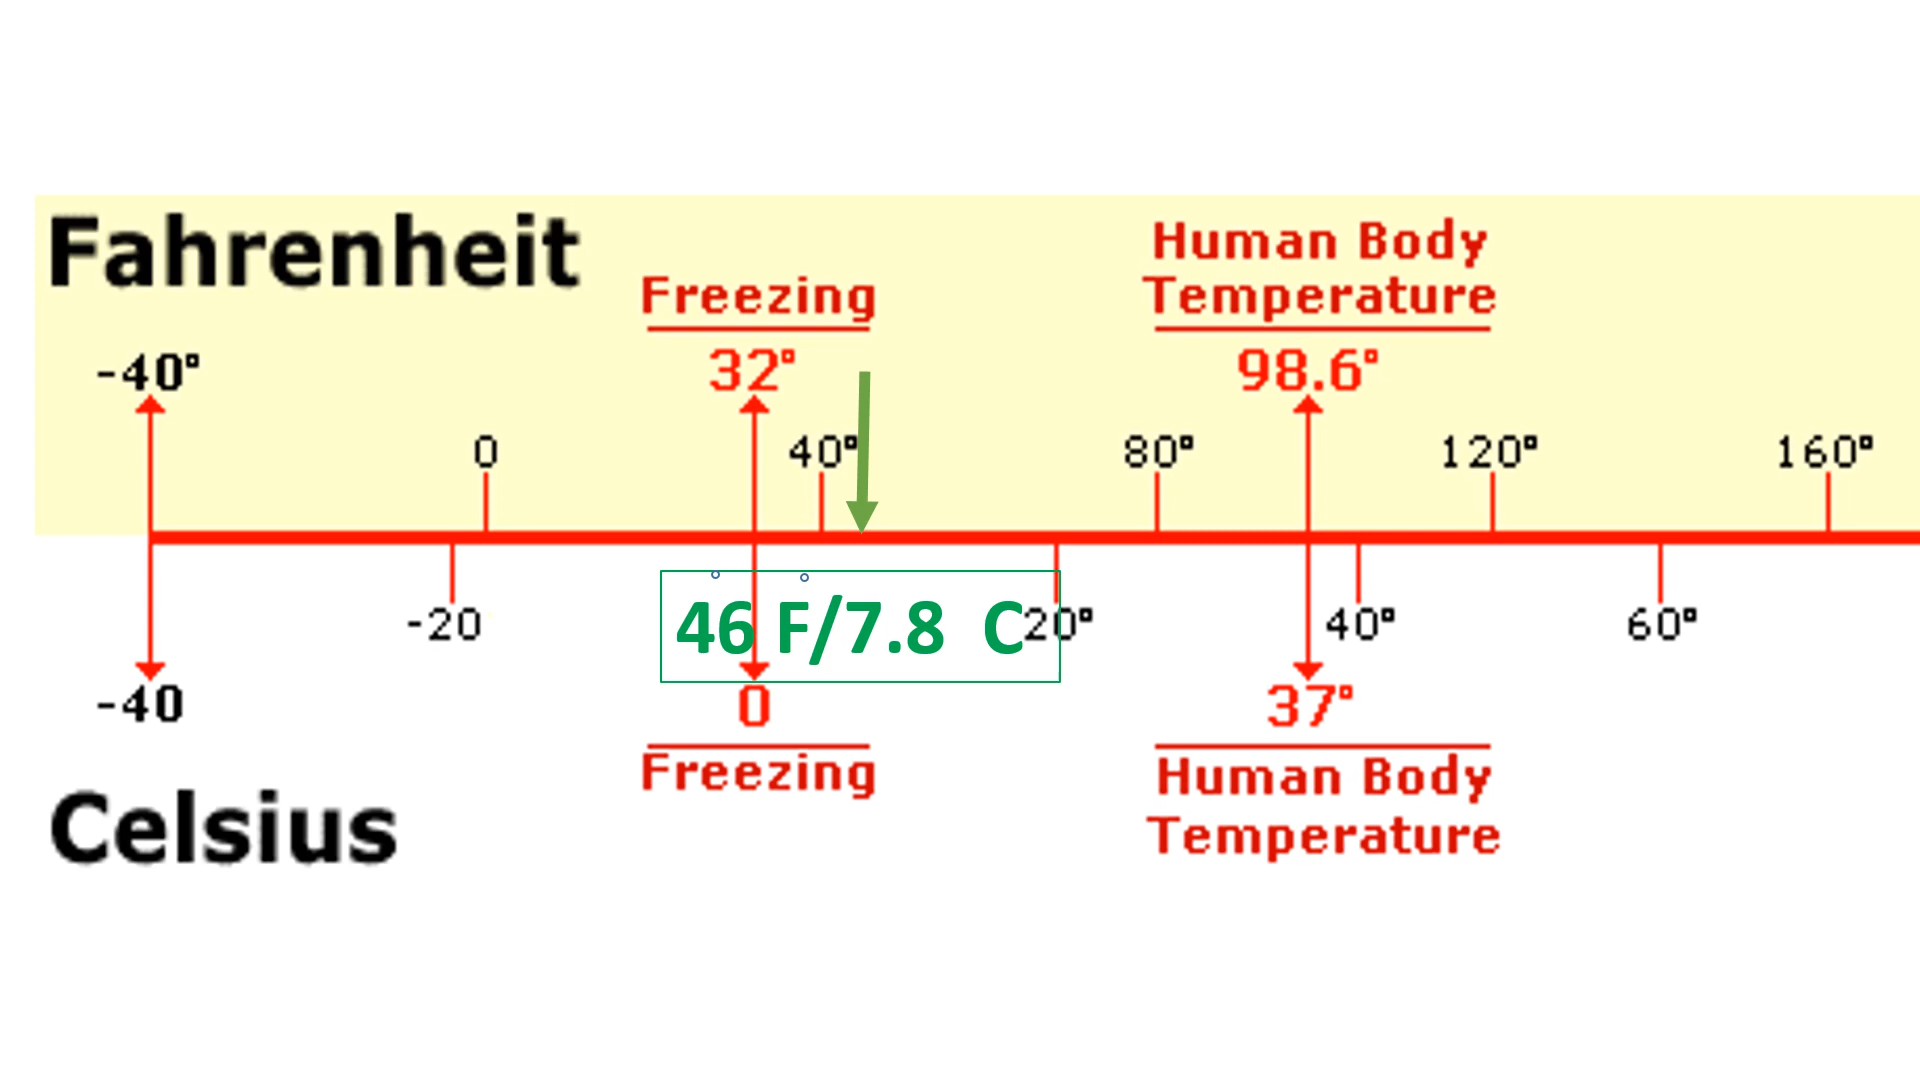 Fahrenheit
Human Body
Freezing
Temperature
-40°
32°
98.6°
0
40°
80°
120°
160°
-20
46 F/7.8 C
20°
40°
60°
-40
0
37°
Freezing
Human Body
Celsius
Temperature